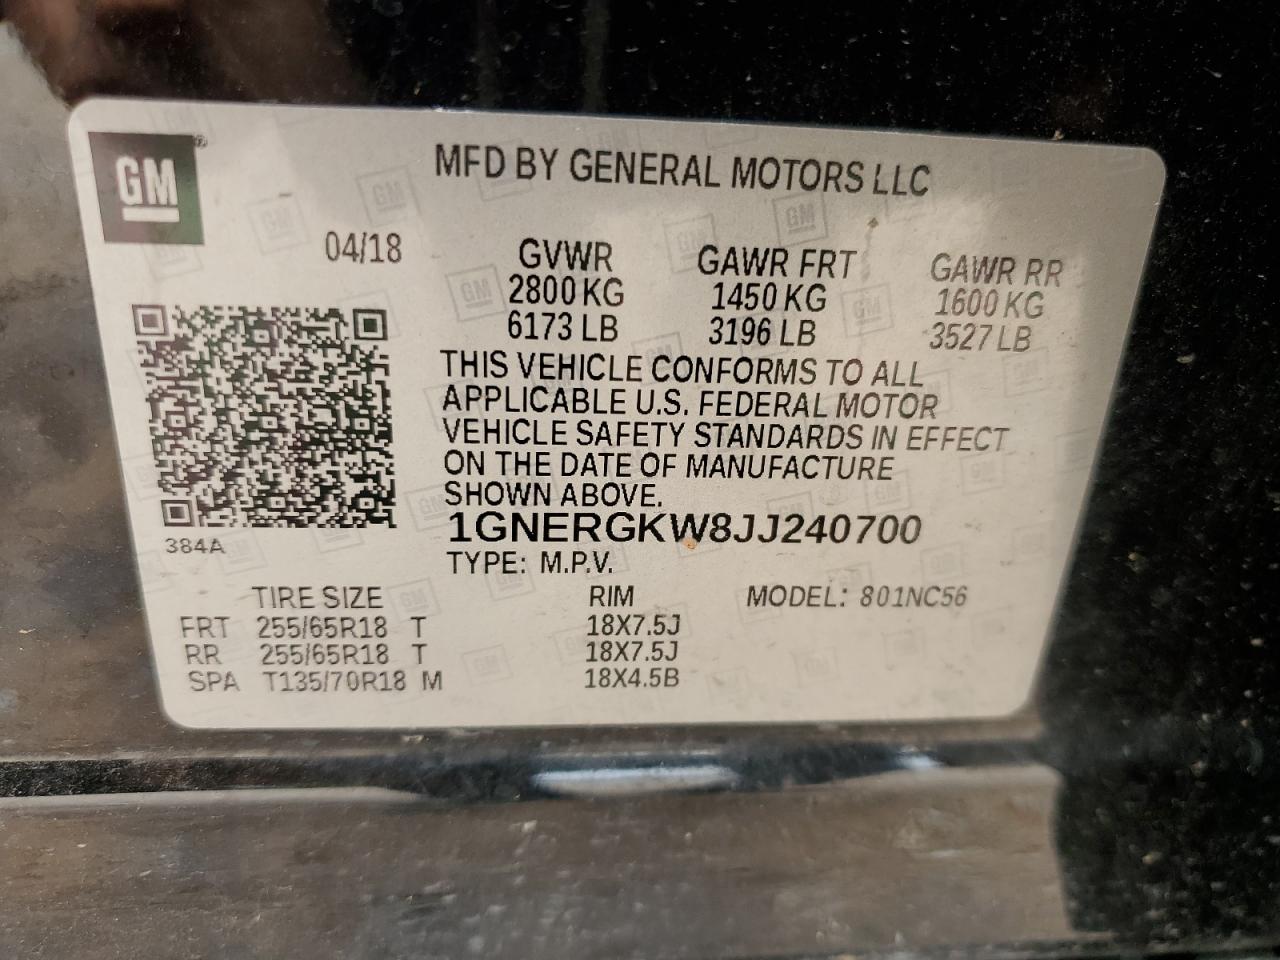 GM
MFD BY GENERAL MOTORS LLC
04/18 GVWR GAWR FRT GAWR RR
2800 KG 1450 KG 1600 KG
6173 LB 3196 LB 3527 LB
THIS VEHICLE CONFORMS TO ALL
APPLICABLE U.S. FEDERAL MOTOR
VEHICLE SAFETY STANDARDS IN EFFECT
ON THE DATE OF MANUFACTURE
SHOWN ABOVE.
1GNERGKW8JJ240700
384A
TYPE: M.P.V.
TIRE SIZE RIM MODEL: 801NC56
FRT 255/65R18 T 18X7.5J
RR 255/65R18 T 18X7.5J
SPA T135/70R18 M 18X4.5B